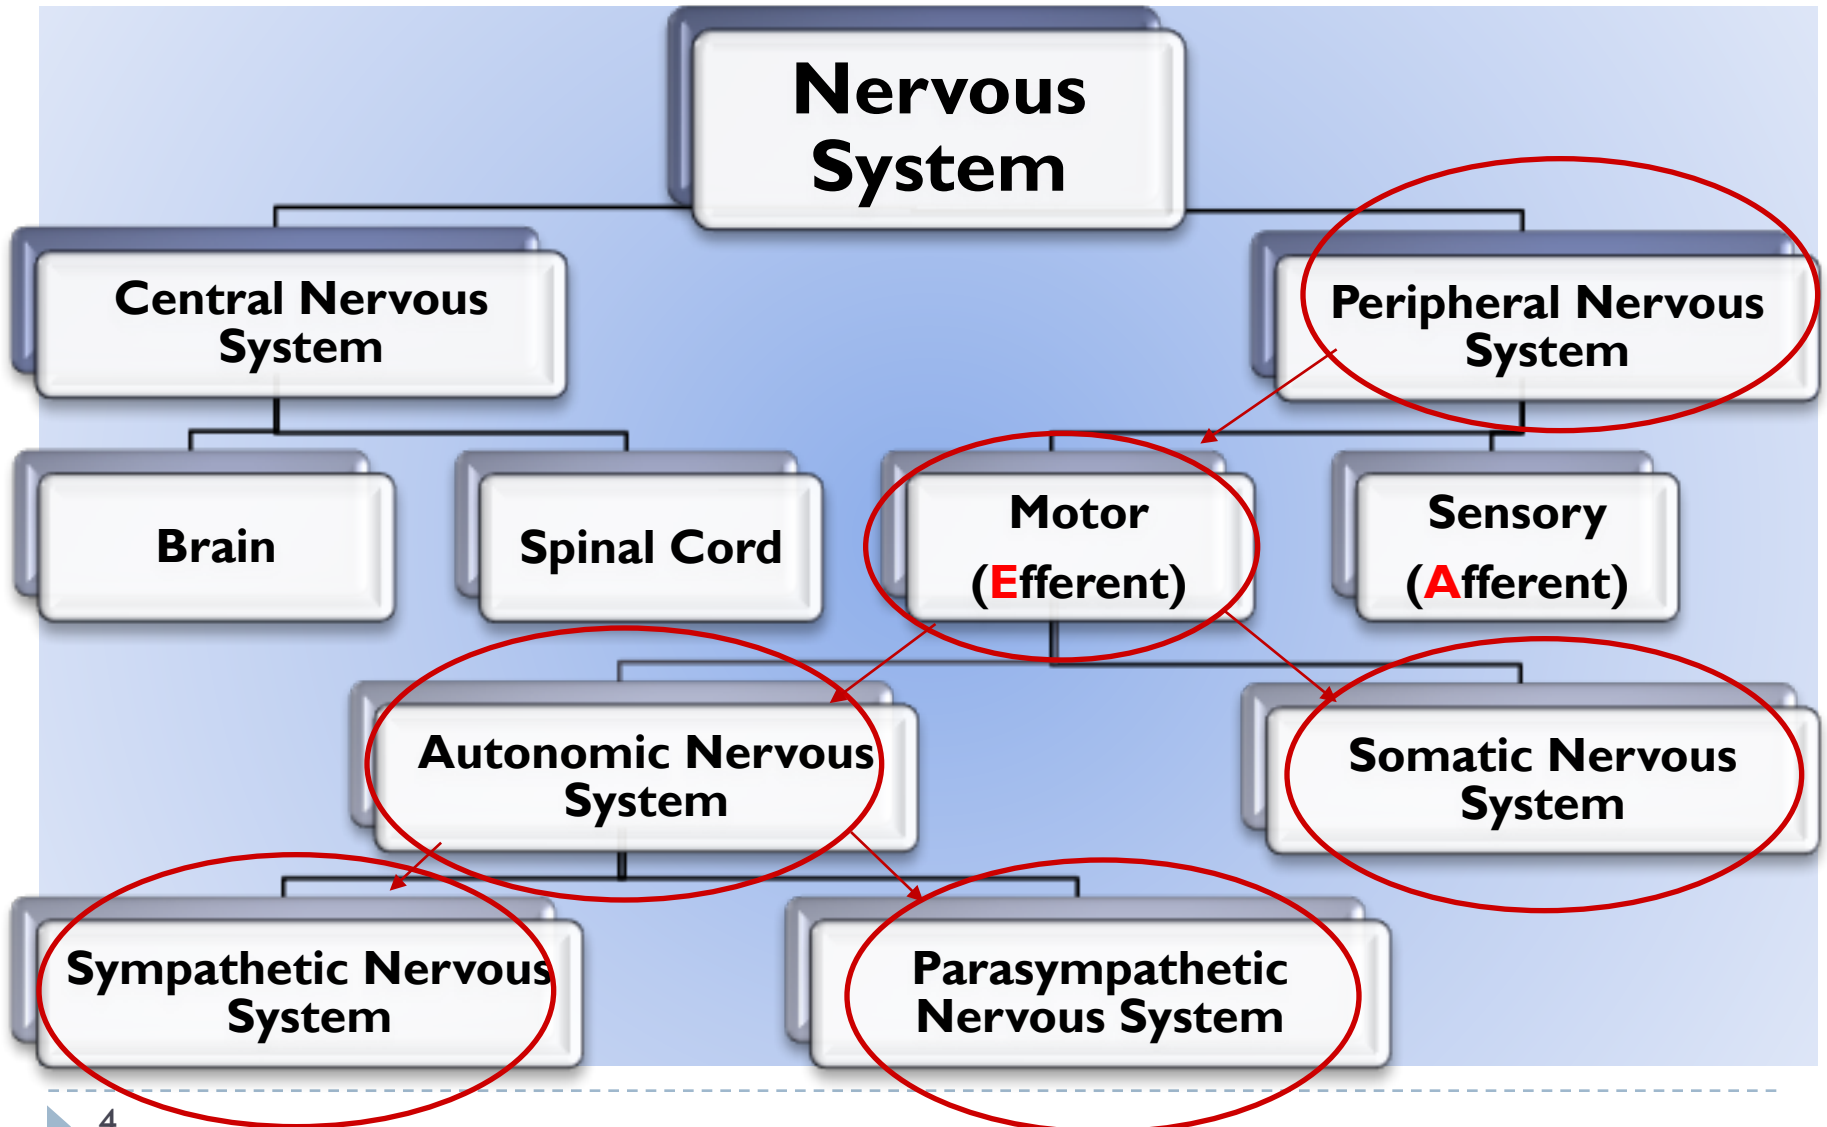 Nervous
System
Central Nervous
System
Peripheral Nervous
System
Brain
Spinal Cord
Motor
(Efferent)
Sensory
(Afferent)
Autonomic Nervous
System
Somatic Nervous
System
Sympathetic Nervous
System
Parasympathetic
Nervous System
4